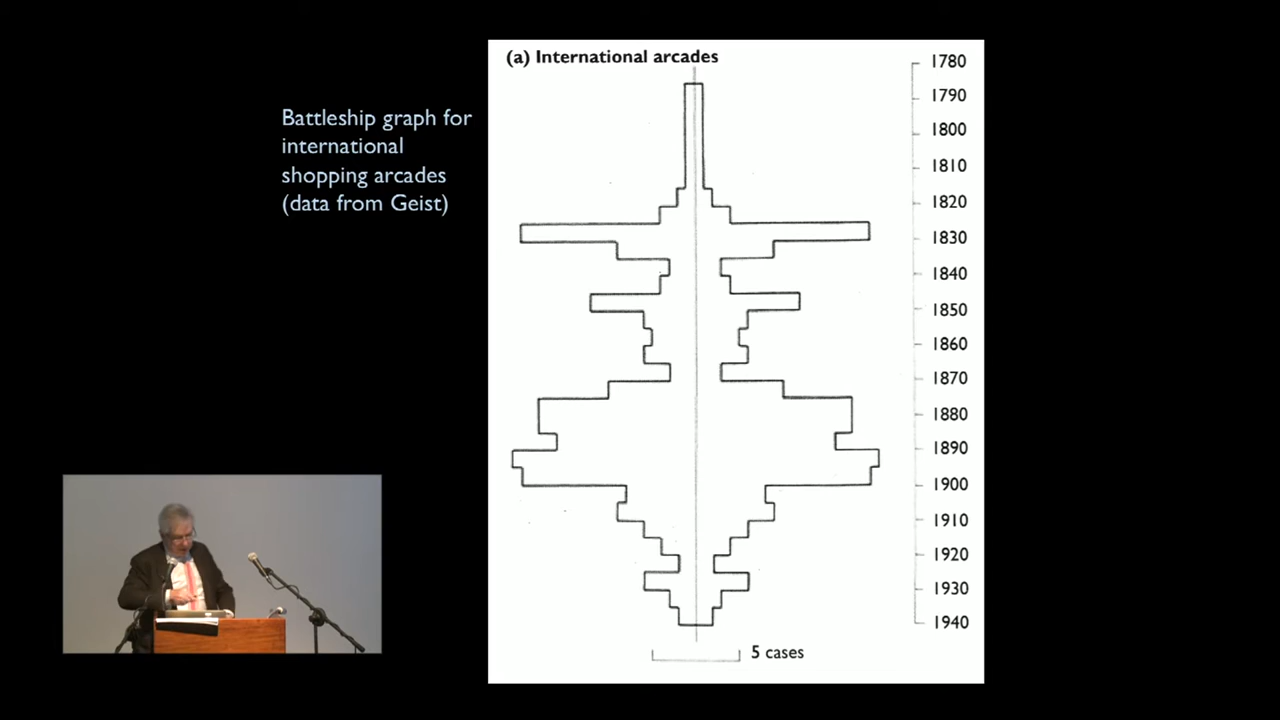 Battleship graph for
international
shopping arcades
(data from Geist)
(a) International arcades
1780
1790
1800
1810
1820
1830
1840
1850
1860
1870
1880
1890
1900
1910
1920
1930
1940
5 cases